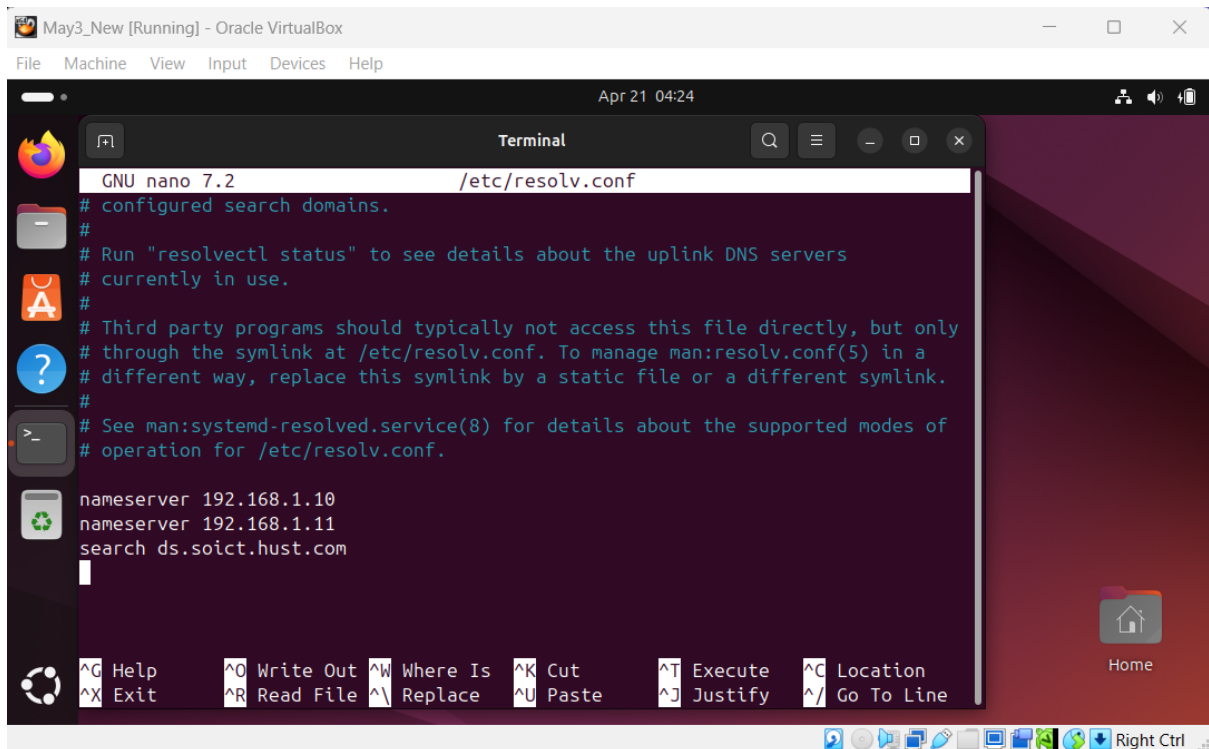 May3_New [Running] - Oracle VirtualBox
File Machine View Input Devices Help
Apr 21 04:24
Terminal
GNU nano 7.2 /etc/resolv.conf
# configured search domains.
#
# Run "resolvectl status" to see details about the uplink DNS servers
# currently in use.
#
# Third party programs should typically not access this file directly, but only
# through the symlink at /etc/resolv.conf. To manage man:resolv.conf(5) in a
# different way, replace this symlink by a static file or a different symlink.
#
# See man:systemd-resolved.service(8) for details about the supported modes of
# operation for /etc/resolv.conf.
nameserver 192.168.1.10
nameserver 192.168.1.11
search ds.soict.hust.com
^G Help ^O Write Out ^W Where Is ^K Cut ^T Execute ^C Location
^X Exit ^R Read File ^\ Replace ^U Paste ^J Justify ^/ Go To Line
Home
Right Ctrl